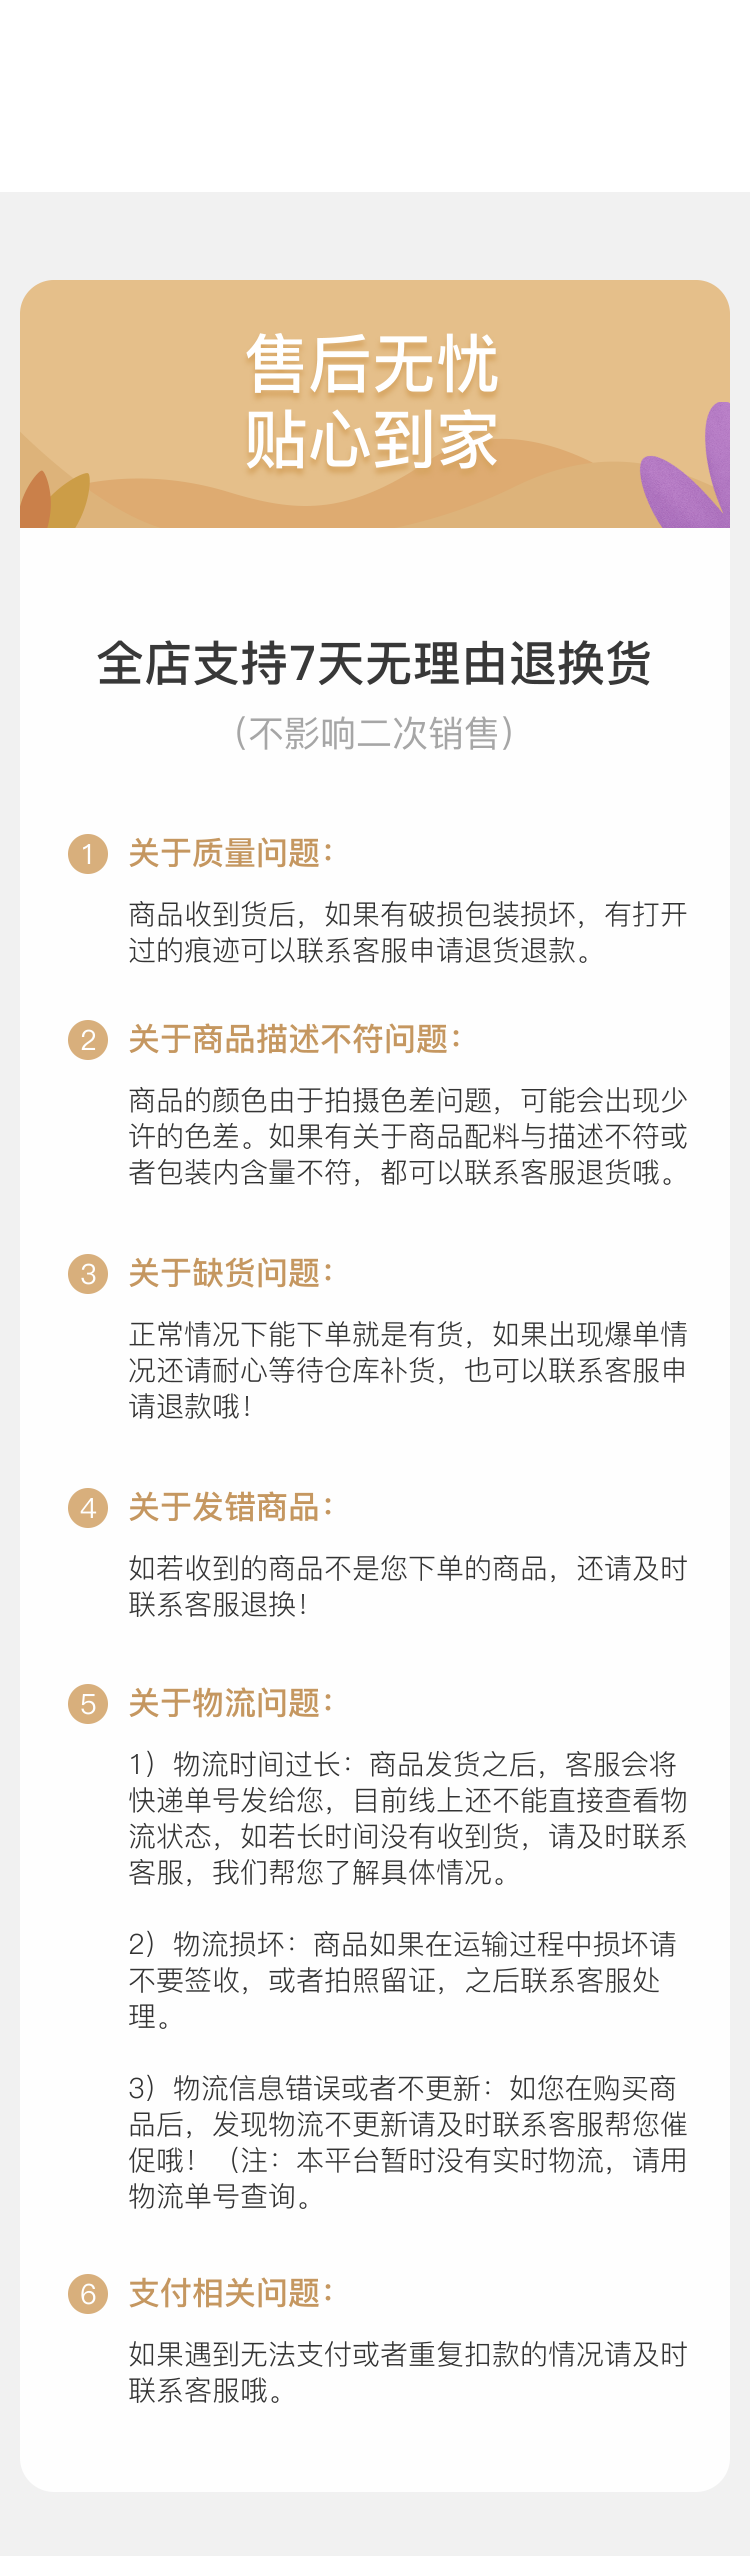 售后无忧
贴心到家
全店支持7天无理由退换货
（不影响二次销售）
1 关于质量问题：
商品收到货后，如果有破损包装损坏，有打开
过的痕迹可以联系客服申请退货退款。
2 关于商品描述不符问题：
商品的颜色由于拍摄色差问题，可能会出现少
许的色差。如果有关于商品配料与描述不符或
者包装内含量不符，都可以联系客服退货哦。
3 关于缺货问题：
正常情况下能下单就是有货，如果出现爆单情
况还请耐心等待仓库补货，也可以联系客服申
请退款哦！
4 关于发错商品：
如若收到的商品不是您下单的商品，还请及时
联系客服退换！
5 关于物流问题：
1）物流时间过长：商品发货之后，客服会将
快递单号发给您，目前线上还不能直接查看物
流状态，如若长时间没有收到货，请及时联系
客服，我们帮您了解具体情况。
2）物流损坏：商品如果在运输过程中损坏请
不要签收，或者拍照留证，之后联系客服处
理。
3）物流信息错误或者不更新：如您在购买商
品后，发现物流不更新请及时联系客服帮您催
促哦！（注：本平台暂时没有实时物流，请用
物流单号查询。
6 支付相关问题：
如果遇到无法支付或者重复扣款的情况请及时
联系客服哦。